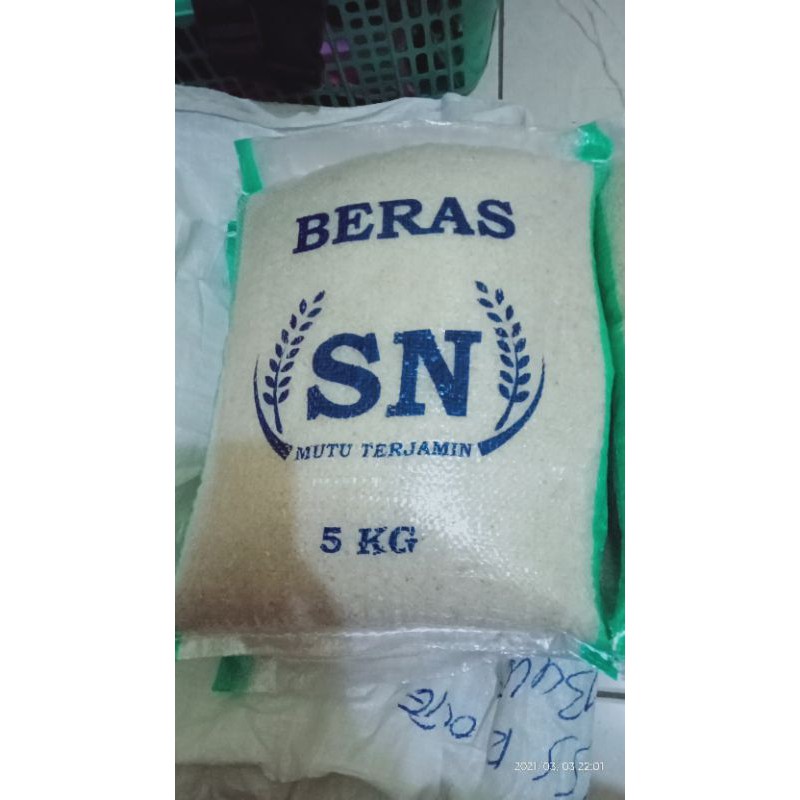 BERAS
SN
MUTU TERJAMIN
5 KG
2021. 03. 03 22:01